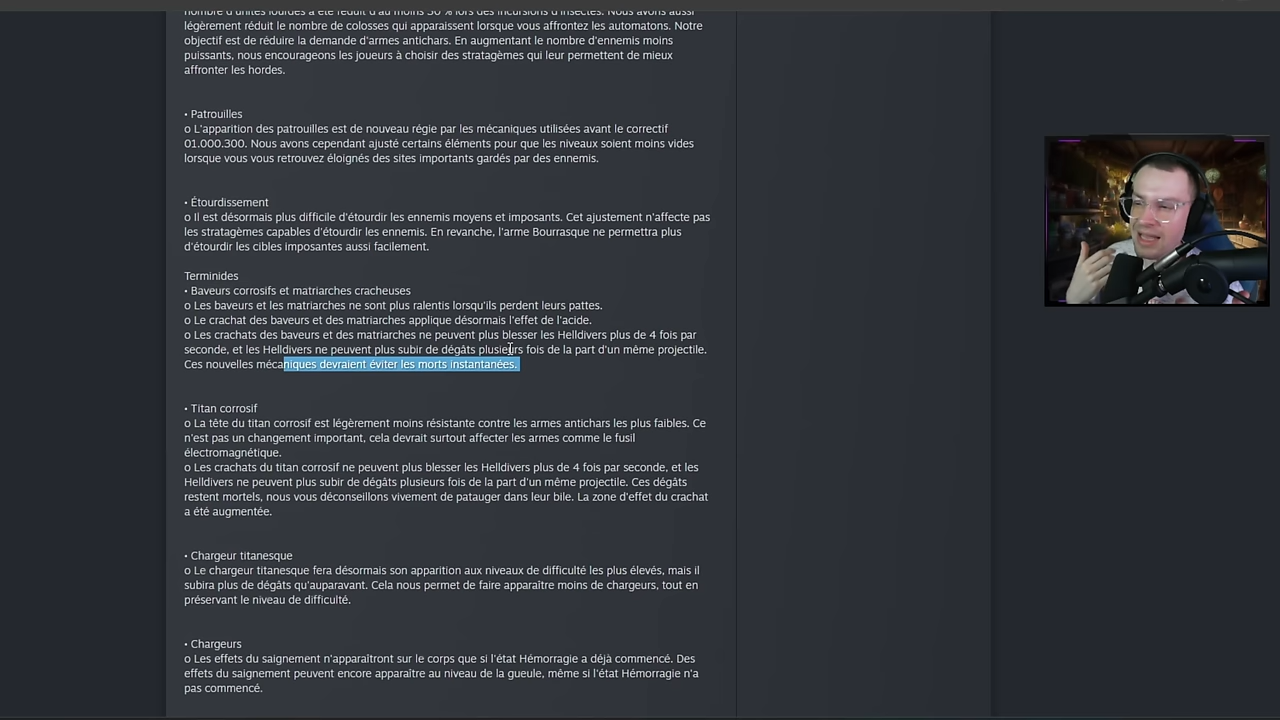 nombre d'unités lourdes a été réduit d'au moins 30 % lors des incursions d'insectes. Nous avons aussi
légèrement réduit le nombre de colosses qui apparaissent lorsque vous affrontez les automatons. Notre
objectif est de réduire la demande d'armes antichars. En augmentant le nombre d'ennemis moins
puissants, nous encourageons les joueurs à choisir des stratagèmes qui leur permettent de mieux
affronter les hordes.
• Patrouilles
o L'apparition des patrouilles est de nouveau régie par les mécaniques utilisées avant le correctif
01.000.300. Nous avons cependant ajusté certains éléments pour que les niveaux soient moins vides
lorsque vous vous retrouvez éloignés des sites importants gardés par des ennemis.
• Étourdissement
o Il est désormais plus difficile d'étourdir les ennemis moyens et imposants. Cet ajustement n'affecte pas
les stratagèmes capables d'étourdir les ennemis. En revanche, l'arme Bourrasque ne permettra plus
d'étourdir les cibles imposantes aussi facilement.
Terminides
• Baveurs corrosifs et matriarches cracheuses
o Les baveurs et les matriarches ne sont plus ralentis lorsqu'ils perdent leurs pattes.
o Le crachat des baveurs et des matriarches applique désormais l'effet de l'acide.
o Les crachats des baveurs et des matriarches ne peuvent plus blesser les Helldivers plus de 4 fois par
seconde, et les Helldivers ne peuvent plus subir de dégâts plusieurs fois de la part d'un même projectile.
Ces nouvelles mécaniques devraient éviter les morts instantanées.
• Titan corrosif
o La tête du titan corrosif est légèrement moins résistante contre les armes antichars les plus faibles. Ce
n'est pas un changement important, cela devrait surtout affecter les armes comme le fusil
électromagnétique.
o Les crachats du titan corrosif ne peuvent plus blesser les Helldivers plus de 4 fois par seconde, et les
Helldivers ne peuvent plus subir de dégâts plusieurs fois de la part d'un même projectile. Ces dégâts
restent mortels, nous vous déconseillons vivement de patauger dans leur bile. La zone d'effet du crachat
a été augmentée.
• Chargeur titanesque
o Le chargeur titanesque fera désormais son apparition aux niveaux de difficulté les plus élevés, mais il
subira plus de dégâts qu'auparavant. Cela nous permet de faire apparaître moins de chargeurs, tout en
préservant le niveau de difficulté.
• Chargeurs
o Les effets du saignement n'apparaîtront sur le corps que si l'état Hémorragie a déjà commencé. Des
effets du saignement peuvent encore apparaître au niveau de la gueule, même si l'état Hémorragie n'a
pas commencé.